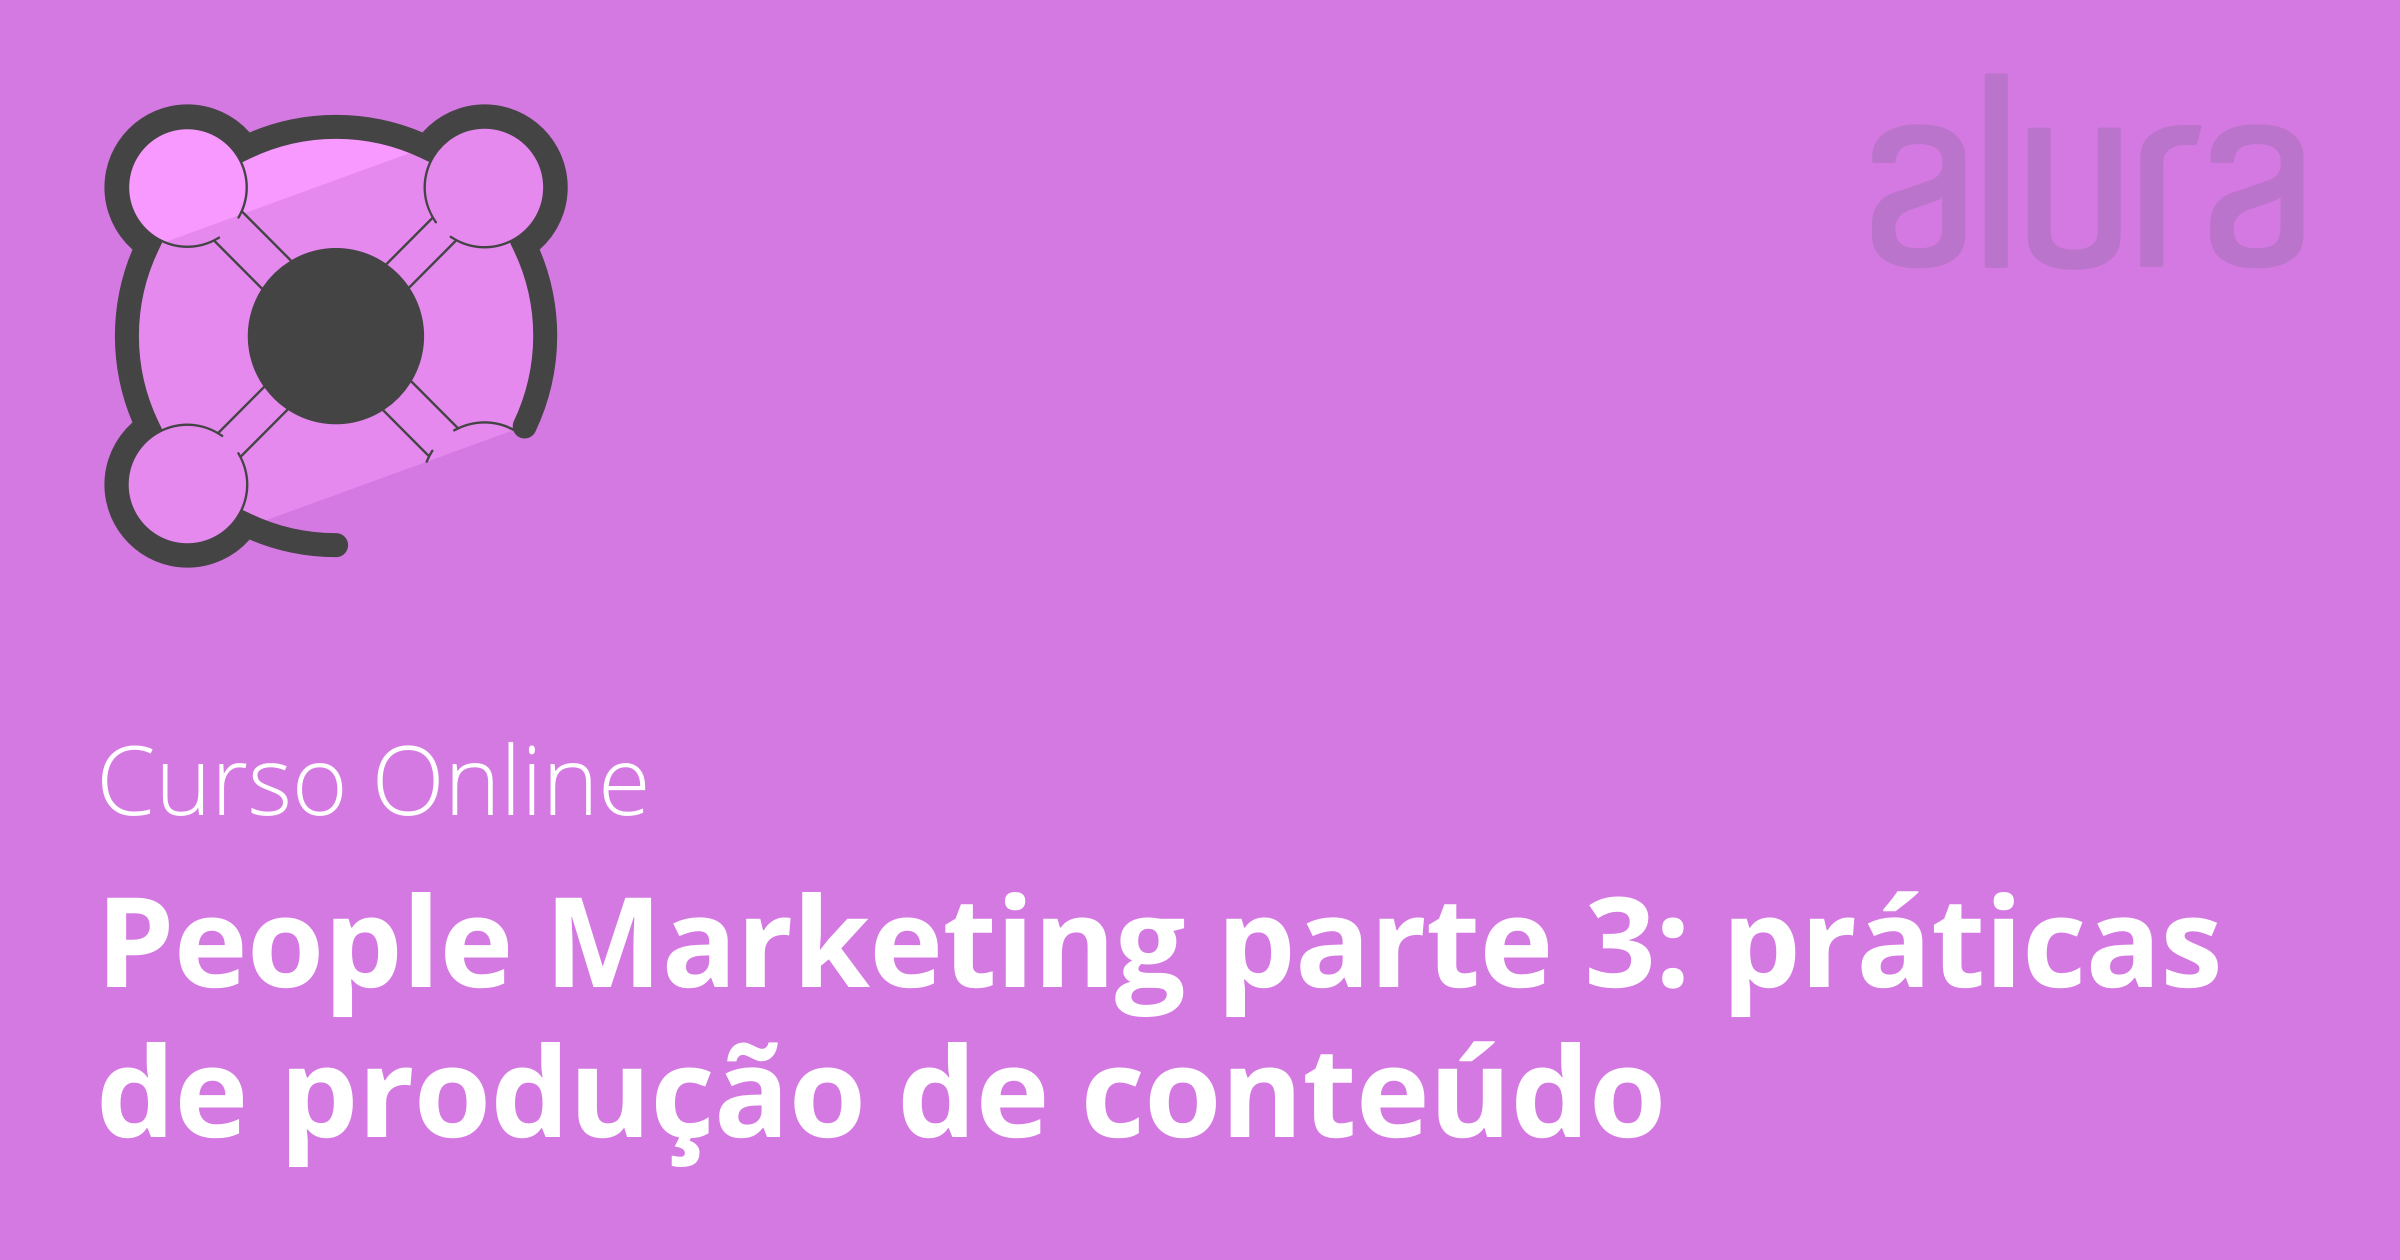 alura
Curso Online
People Marketing parte 3: práticas
de produção de conteúdo